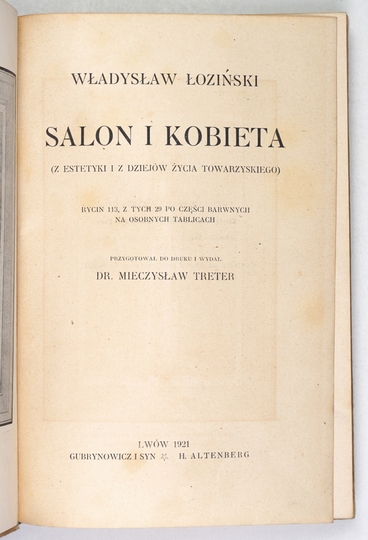 WŁADYSŁAW ŁOZIŃSKI
SALON I KOBIETA
(Z ESTETYKI I Z DZIEJÓW ŻYCIA TOWARZYSKIEGO)
RYCIN 113, Z TYCH 29 PO CZĘŚCI BARWNYCH
NA OSOBNYCH TABLICACH
PRZYGOTOWAŁ DO DRUKU I WYDAŁ
DR. MIECZYSŁAW TRETER
LWÓW 1921
GUBRYNOWICZ I SYN ☆ H. ALTENBERG